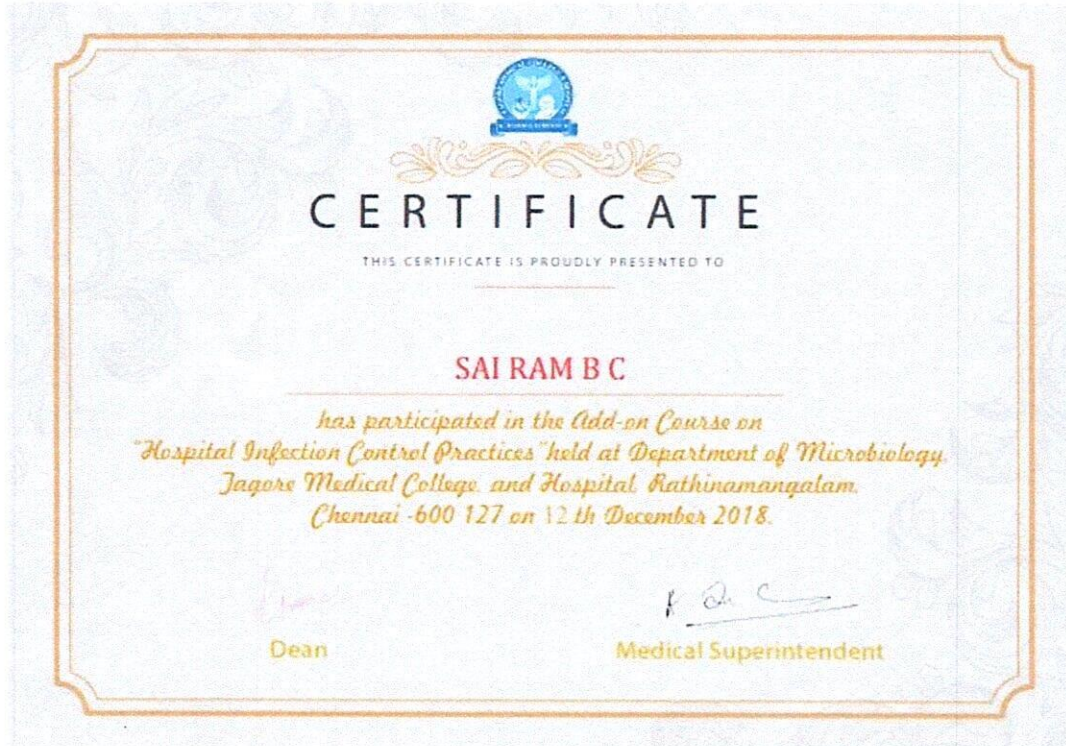 CERTIFICATE
THIS CERTIFICATE IS PROUDLY PRESENTED TO
SAI RAM B C
has participated in the Add-on Course on
"Hospital Infection Control Practices" held at Department of Microbiology,
Tagore Medical College and Hospital, Rathinamangalam,
Chennai -600 127 on 12 th December 2018.
Dean
Medical Superintendent